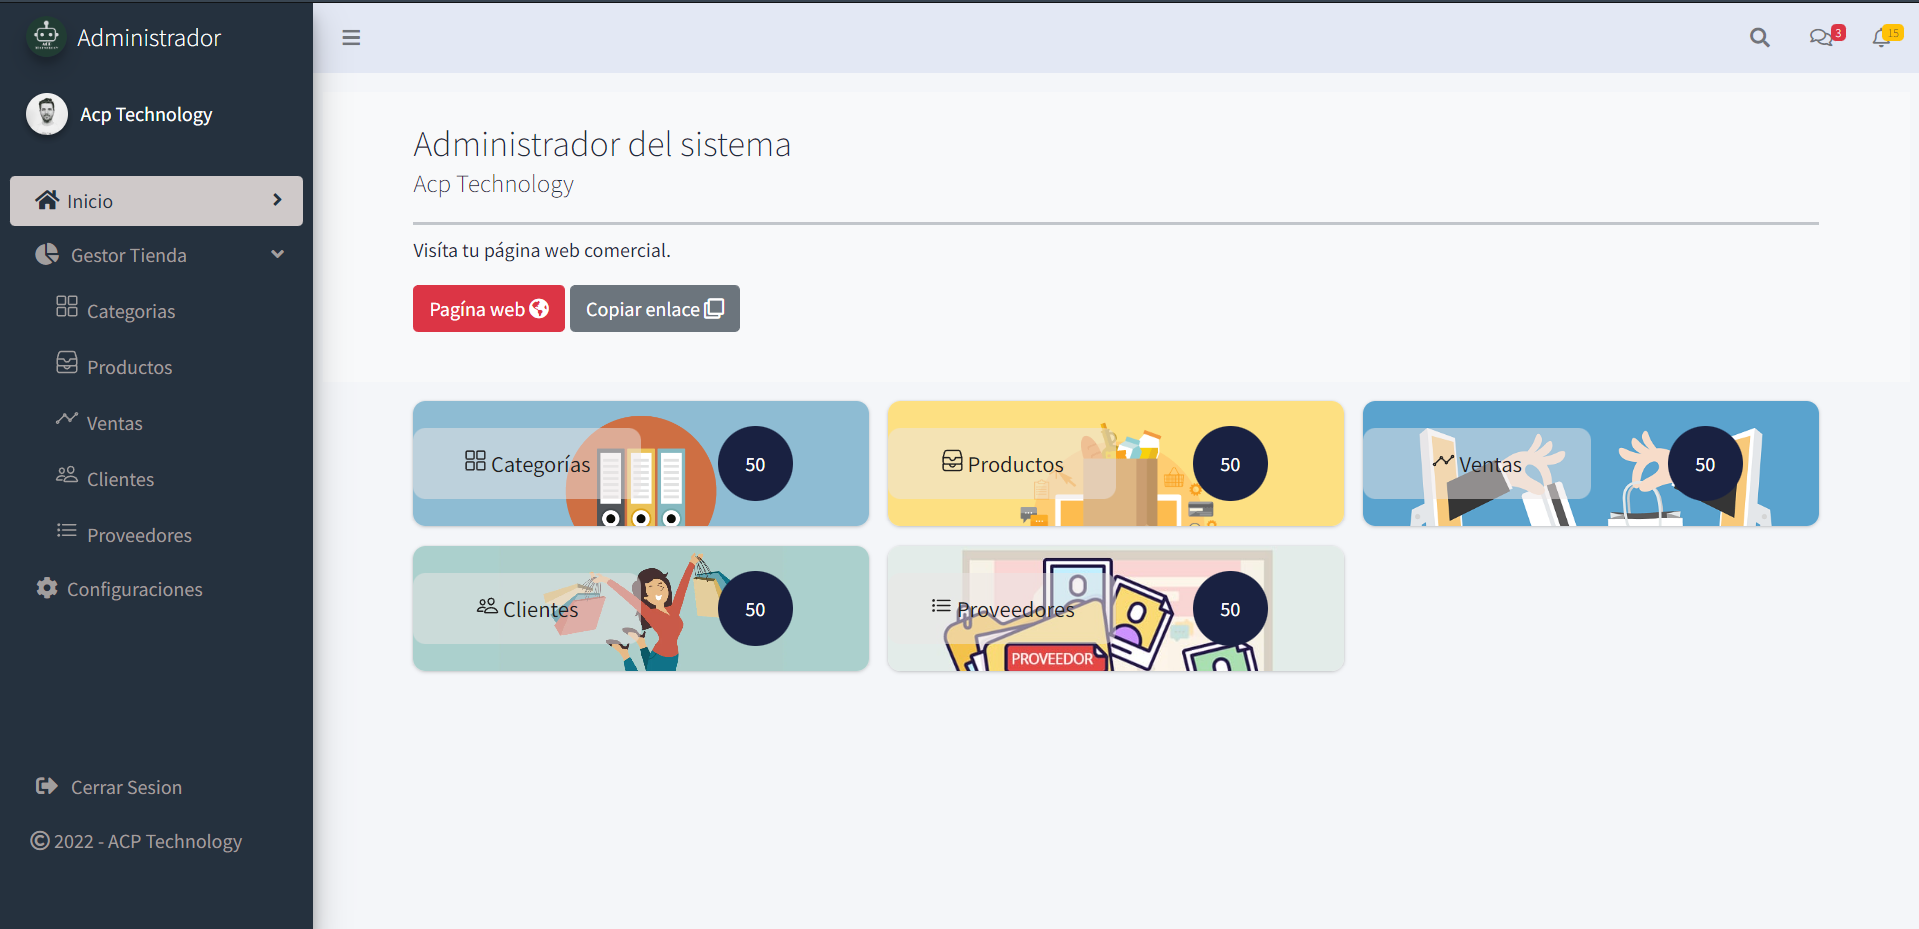 Administrador
Acp Technology
Inicio
Gestor Tienda
Categorias
Productos
Ventas
Clientes
Proveedores
Configuraciones
Cerrar Sesion
© 2022 - ACP Technology
3
15
Administrador del sistema
Acp Technology
Visíta tu página web comercial.
Pagína web
Copiar enlace
Categorías
50
Productos
50
Ventas
50
Clientes
50
Proveedores
50
PROVEEDOR